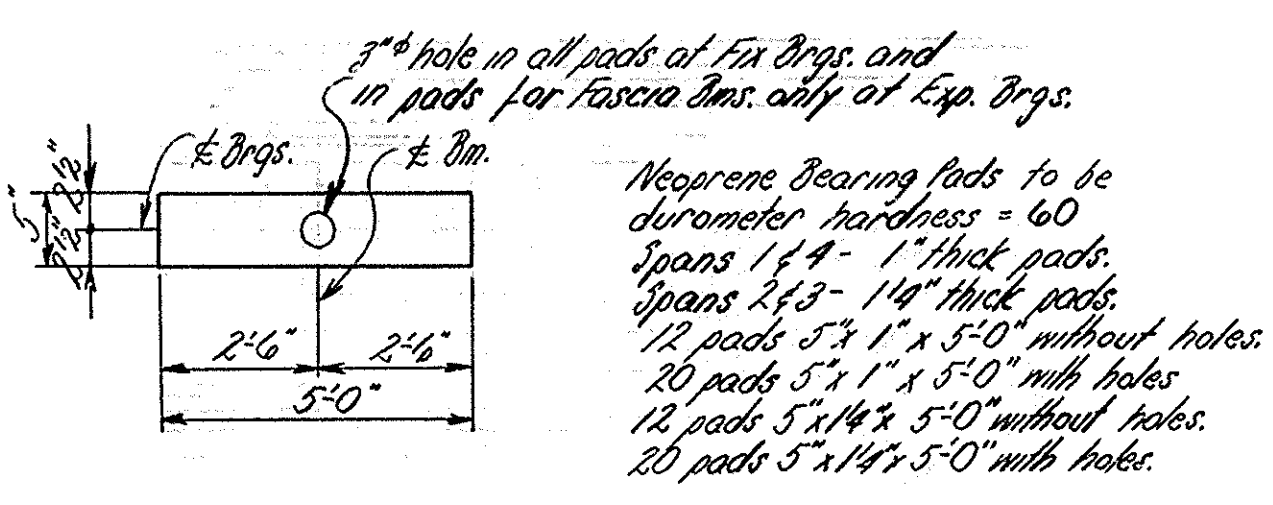 3"ϕ hole in all pads at Fix Brgs. and
in pads for Fascia Bms. only at Exp. Brgs.
℄ Brgs.
℄ Bm.
5"
2½"
2½"
2'-6"
2'-6"
5'-0"
Neoprene Bearing Pads to be
durometer hardness = 60
Spans 1 & 4 - 1" thick pads.
Spans 2 & 3 - 1¼" thick pads.
12 pads 5" x 1" x 5'-0" without holes.
20 pads 5" x 1" x 5'-0" with holes
12 pads 5" x 1¼" x 5'-0" without holes.
20 pads 5" x 1¼" x 5'-0" with holes.